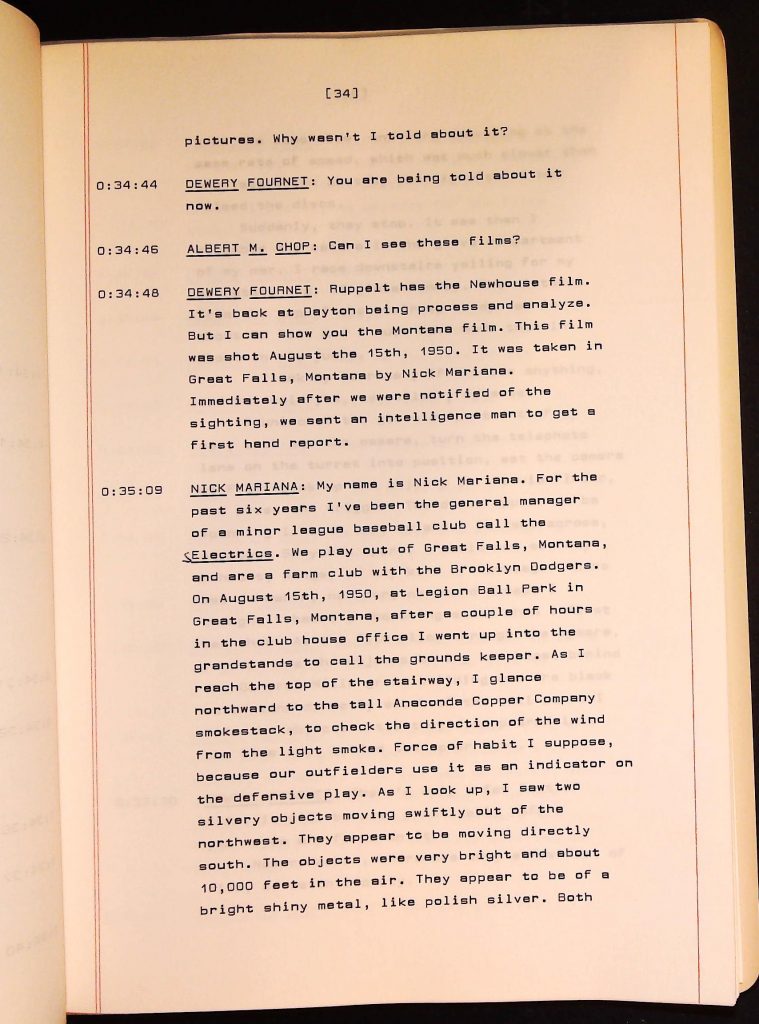 [34]
pictures. Why wasn't I told about it?
0:34:44 DEWERY FOURNET: You are being told about it
now.
0:34:46 ALBERT M. CHOP: Can I see these films?
0:34:48 DEWERY FOURNET: Ruppelt has the Newhouse film.
It's back at Dayton being process and analyze.
But I can show you the Montana film. This film
was shot August the 15th, 1950. It was taken in
Great Falls, Montana by Nick Mariana.
Immediately after we were notified of the
sighting, we sent an intelligence man to get a
first hand report.
0:35:09 NICK MARIANA: My name is Nick Mariana. For the
past six years I've been the general manager
of a minor league baseball club call the
Electrics. We play out of Great Falls, Montana,
and are a farm club with the Brooklyn Dodgers.
On August 15th, 1950, at Legion Ball Park in
Great Falls, Montana, after a couple of hours
in the club house office I went up into the
grandstands to call the grounds keeper. As I
reach the top of the stairway, I glance
northward to the tall Anaconda Copper Company
smokestack, to check the direction of the wind
from the light smoke. Force of habit I suppose,
because our outfielders use it as an indicator on
the defensive play. As I look up, I saw two
silvery objects moving swiftly out of the
northwest. They appear to be moving directly
south. The objects were very bright and about
10,000 feet in the air. They appear to be of a
bright shiny metal, like polish silver. Both